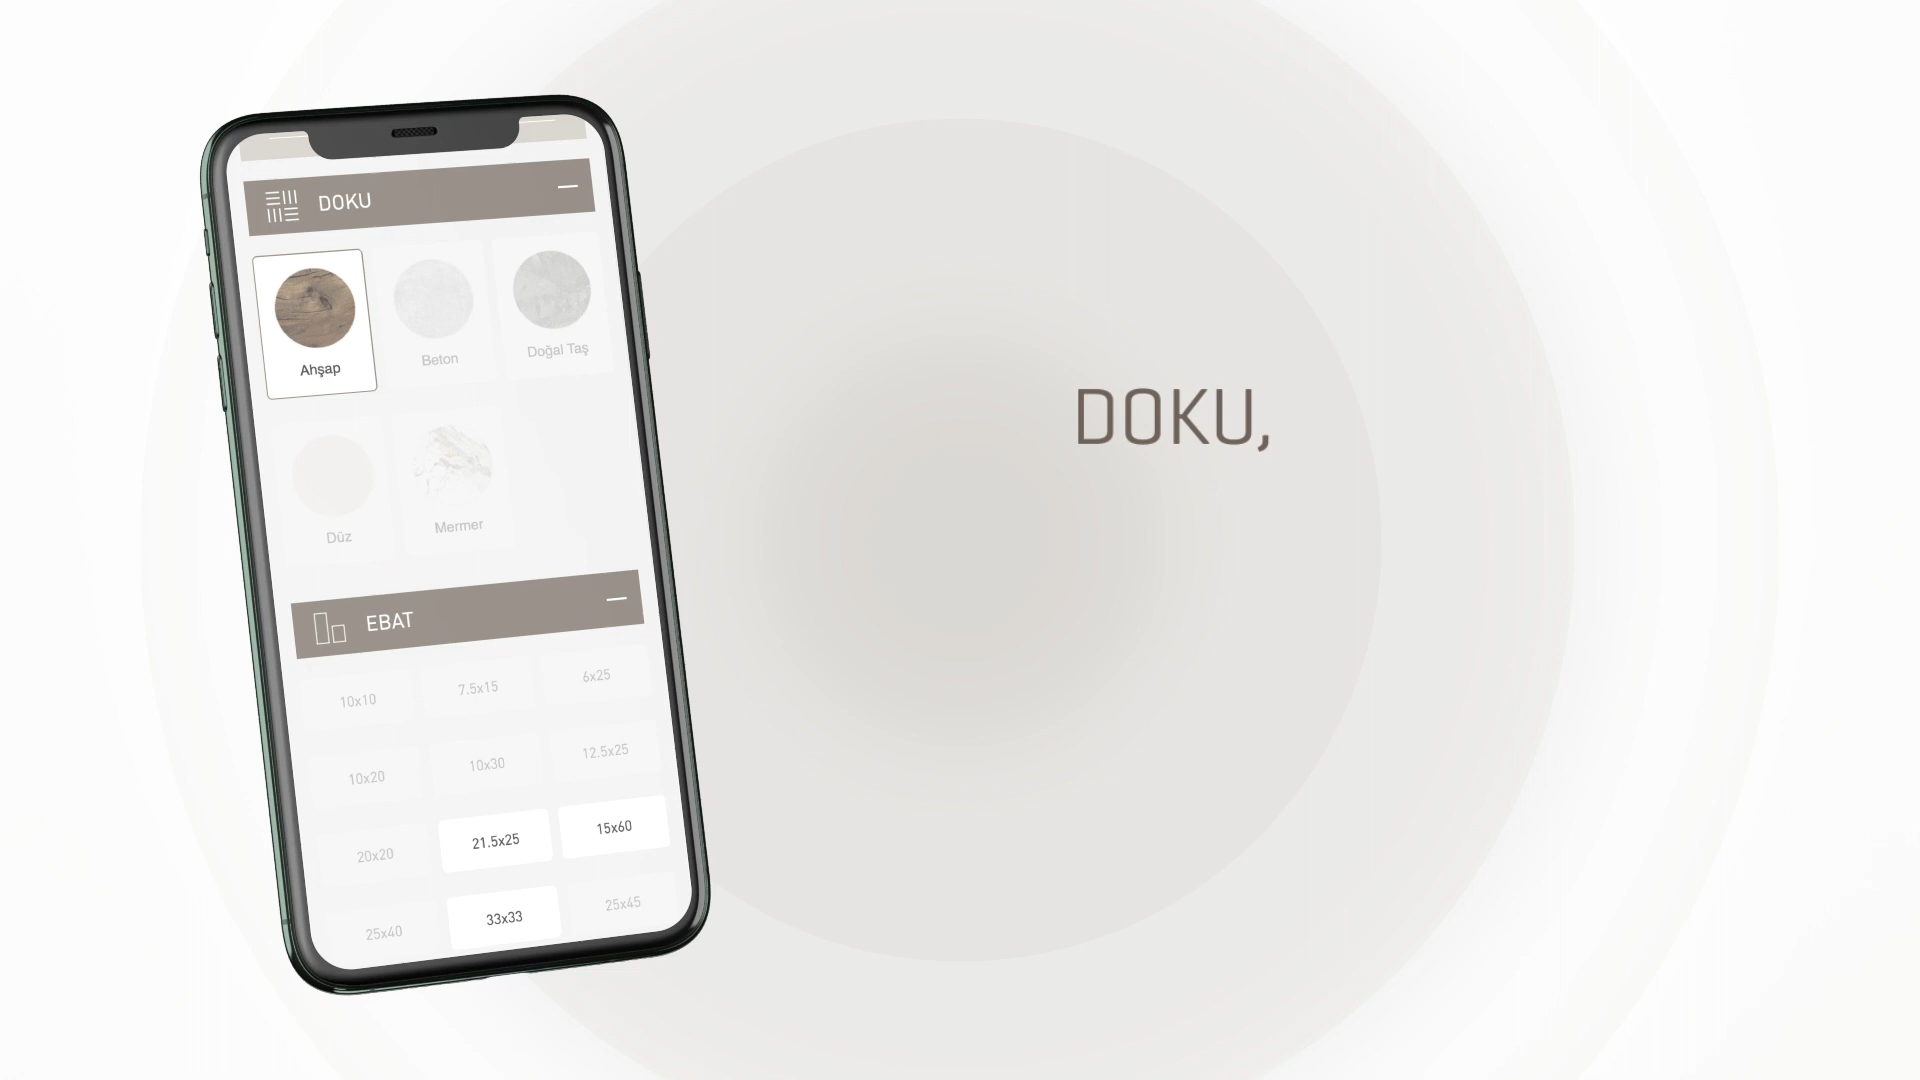 DOKU
Ahşap
Beton
Doğal Taş
Düz
Mermer
EBAT
10x10
7.5x15
6x25
10x20
10x30
12.5x25
20x20
21.5x25
15x60
25x40
33x33
25x45
DOKU,